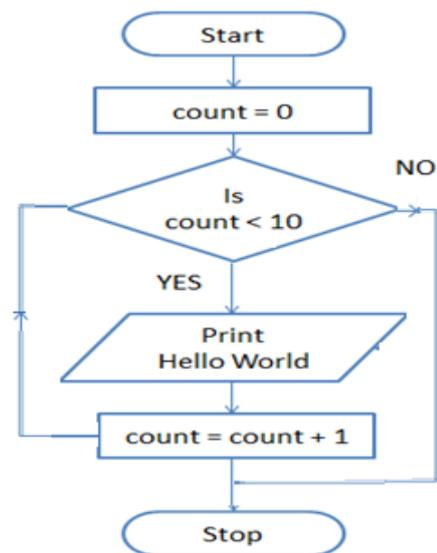 Start
count = 0
Is
count < 10
NO
YES
Print
Hello World
count = count + 1
Stop